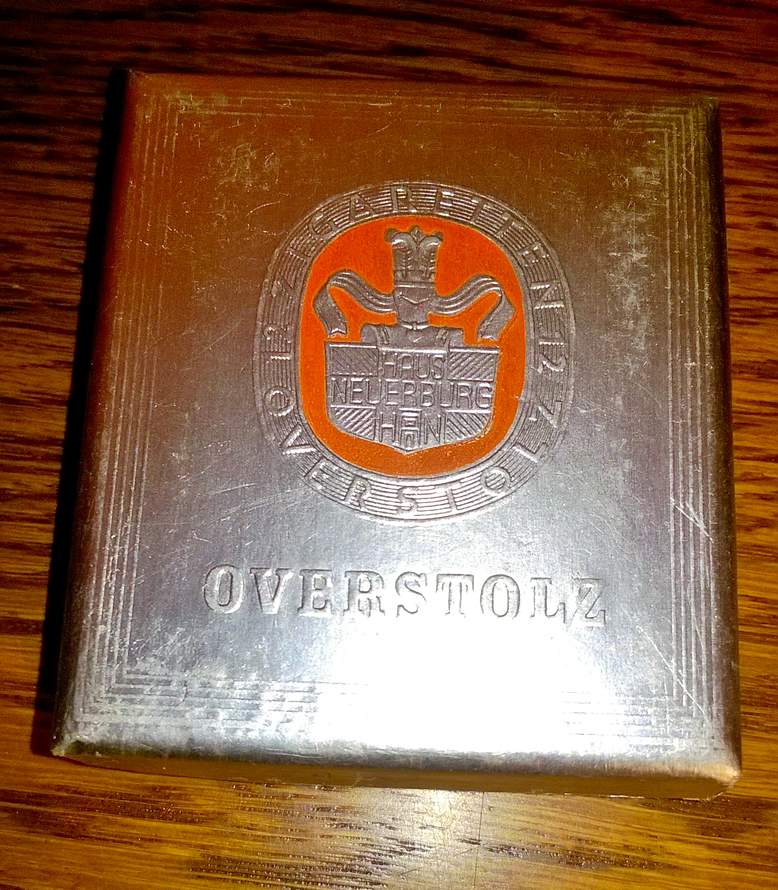 12 ZIGARETTEN 12
HAUS
NEUERBURG
H N
OVERSTOLZ
OVERSTOLZ